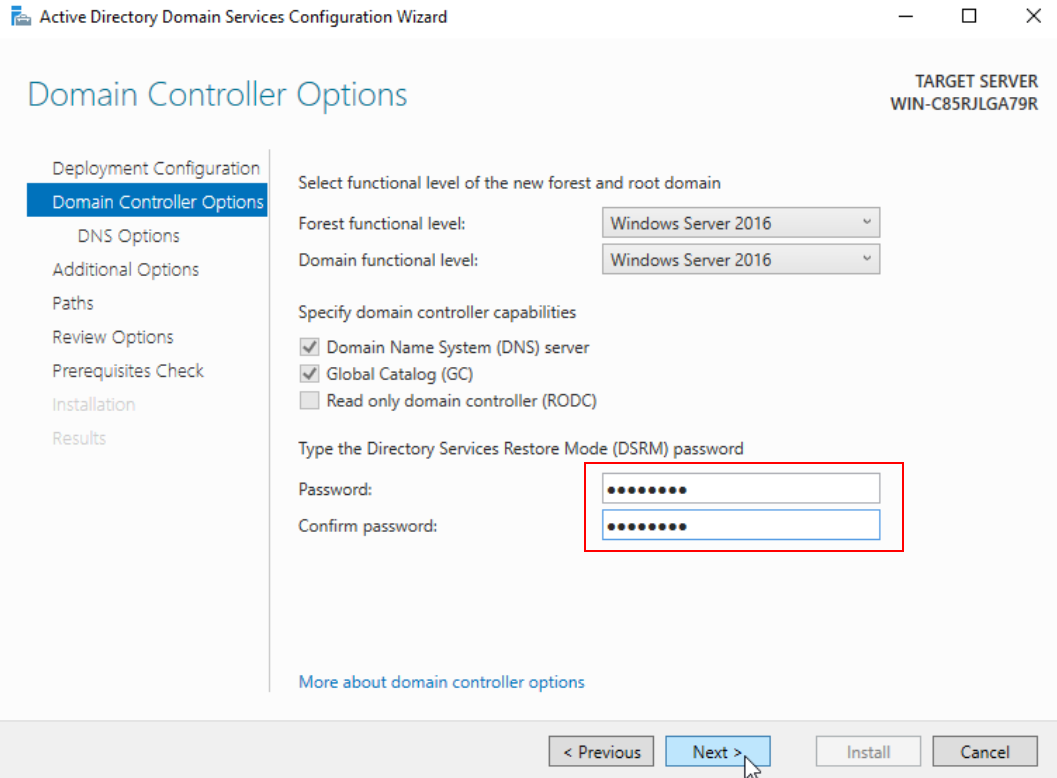 Active Directory Domain Services Configuration Wizard
Domain Controller Options
TARGET SERVER
WIN-C85RJLGA79R
Deployment Configuration
Domain Controller Options
DNS Options
Additional Options
Paths
Review Options
Prerequisites Check
Installation
Results
Select functional level of the new forest and root domain
Forest functional level: Windows Server 2016
Domain functional level: Windows Server 2016
Specify domain controller capabilities
Domain Name System (DNS) server
Global Catalog (GC)
Read only domain controller (RODC)
Type the Directory Services Restore Mode (DSRM) password
Password: ●●●●●●●●
Confirm password: ●●●●●●●●
More about domain controller options
< Previous Next > Install Cancel